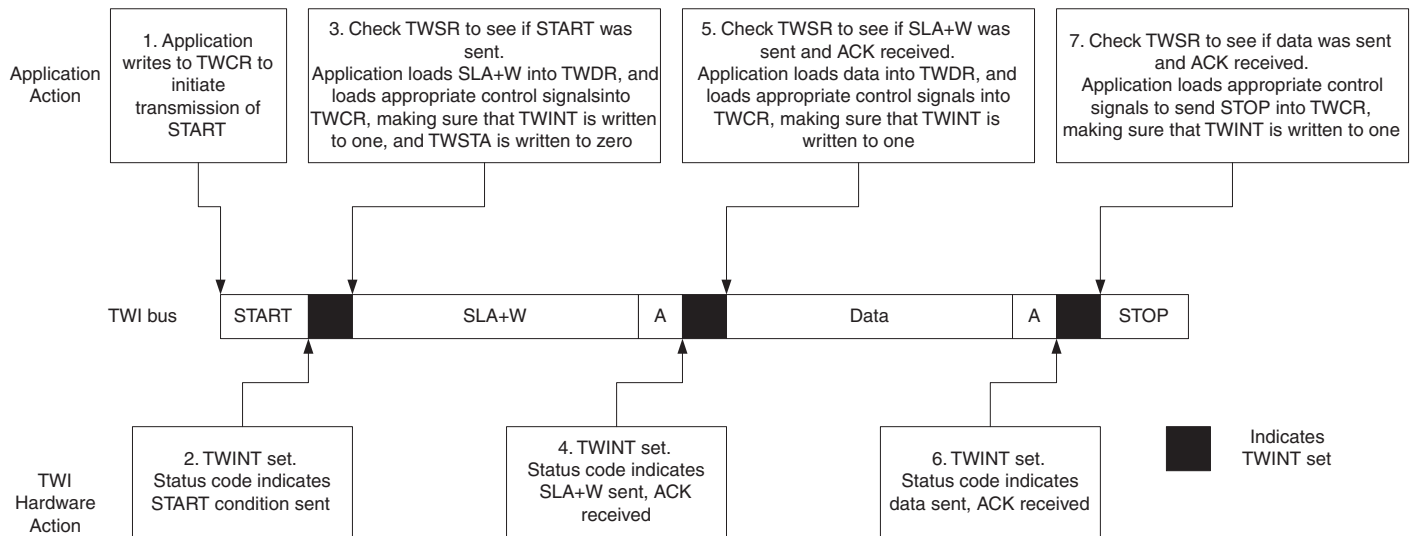 Application
Action
1. Application
writes to TWCR to
initiate
transmission of
START
3. Check TWSR to see if START was
sent.
Application loads SLA+W into TWDR, and
loads appropriate control signalsinto
TWCR, making sure that TWINT is written
to one, and TWSTA is written to zero
5. Check TWSR to see if SLA+W was
sent and ACK received.
Application loads data into TWDR, and
loads appropriate control signals into
TWCR, making sure that TWINT is
written to one
7. Check TWSR to see if data was sent
and ACK received.
Application loads appropriate control
signals to send STOP into TWCR,
making sure that TWINT is written to one
TWI bus
START
SLA+W
A
Data
A
STOP
TWI
Hardware
Action
2. TWINT set.
Status code indicates
START condition sent
4. TWINT set.
Status code indicates
SLA+W sent, ACK
received
6. TWINT set.
Status code indicates
data sent, ACK received
Indicates
TWINT set